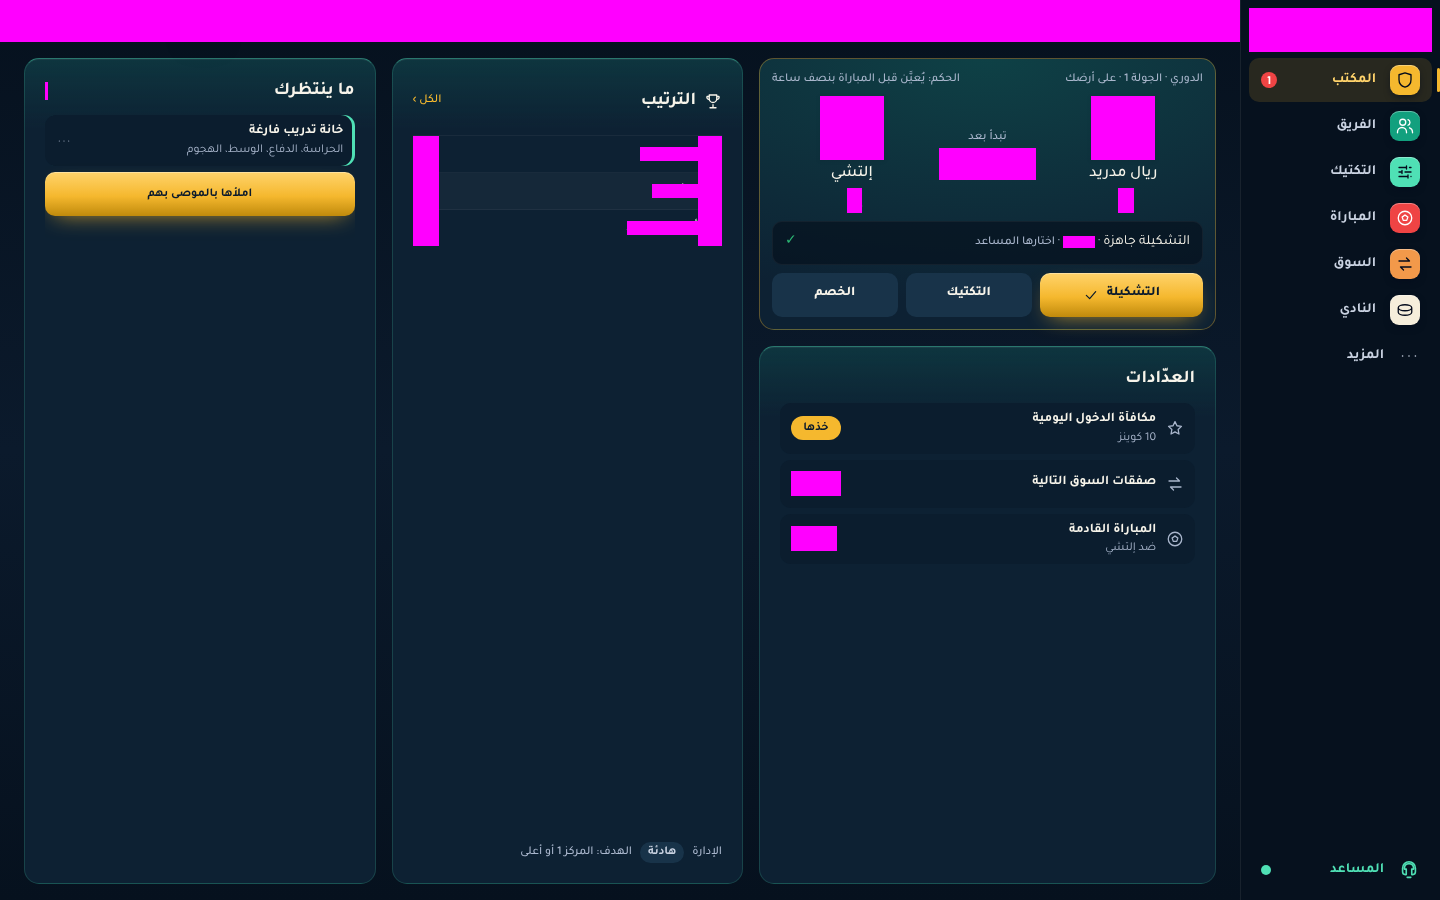 المكتب
1
الفريق
التكتيك
المباراة
السوق
النادي
المزيد
المساعد
الدوري · الجولة 1 · على أرضك
الحكم: يُعيَّن قبل المباراة بنصف ساعة
تبدأ بعد
ريال مدريد
إلتشي
التشكيلة جاهزة · · اختارها المساعد ✓
التشكيلة
التكتيك
الخصم
العدّادات
مكافأة الدخول اليومية
10 كوينز
خذها
صفقات السوق التالية
المباراة القادمة
ضد إلتشي
الترتيب
الكل ›
الإدارة هادئة الهدف: المركز 1 أو أعلى
ما ينتظرك
خانة تدريب فارغة
الحراسة، الدفاع، الوسط، الهجوم
املأها بالموصى بهم